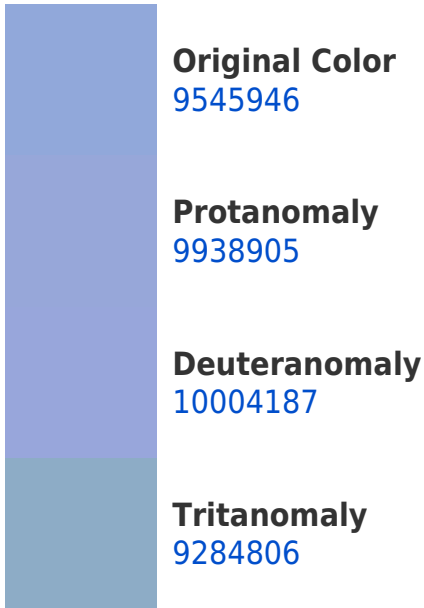 Original Color
9545946
Protanomaly
9938905
Deuteranomaly
10004187
Tritanomaly
9284806